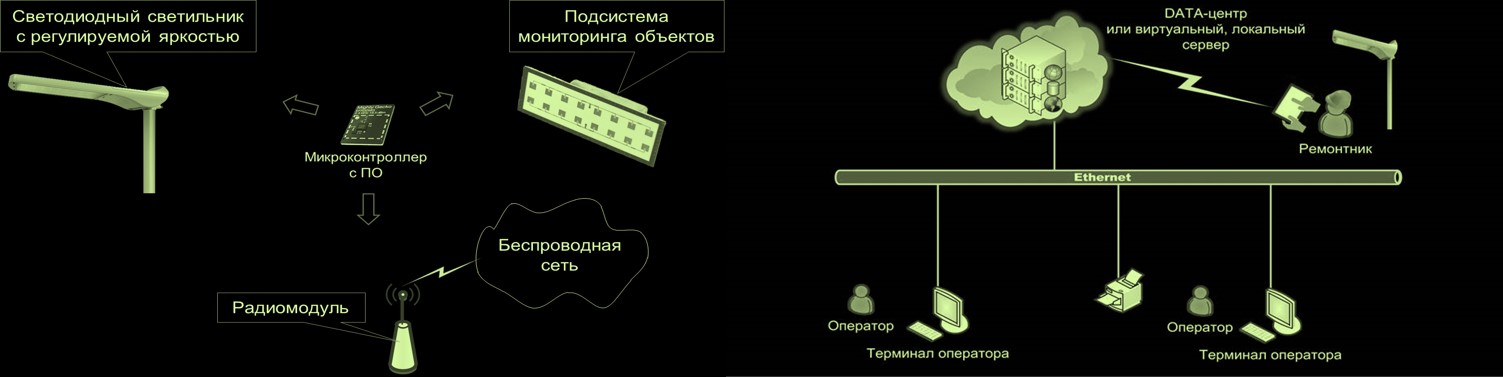 Светодиодный светильник
с регулируемой яркостью
Подсистема
мониторинга объектов
Микроконтроллер
с ПО
Беспроводная
сеть
Радиомодуль
DATA-центр
или виртуальный, локальный
сервер
Ремонтник
Ethernet
Оператор
Терминал оператора
Оператор
Терминал оператора